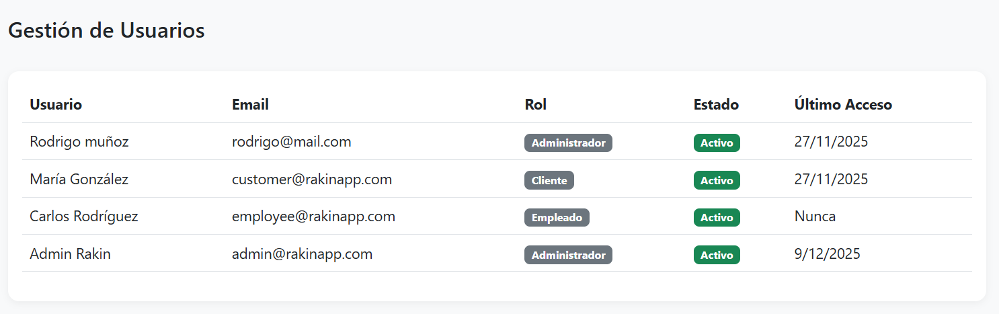 Gestión de Usuarios
Usuario Email Rol Estado Último Acceso
Rodrigo muñoz rodrigo@mail.com Administrador Activo 27/11/2025
María González customer@rakinapp.com Cliente Activo 27/11/2025
Carlos Rodríguez employee@rakinapp.com Empleado Activo Nunca
Admin Rakin admin@rakinapp.com Administrador Activo 9/12/2025